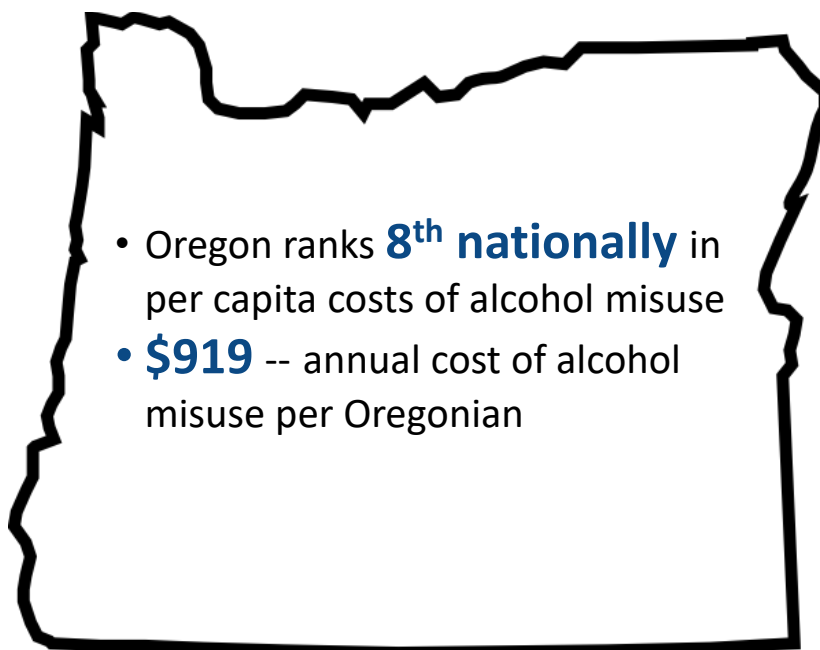 • Oregon ranks 8th nationally in
per capita costs of alcohol misuse
• $919 -- annual cost of alcohol
misuse per Oregonian